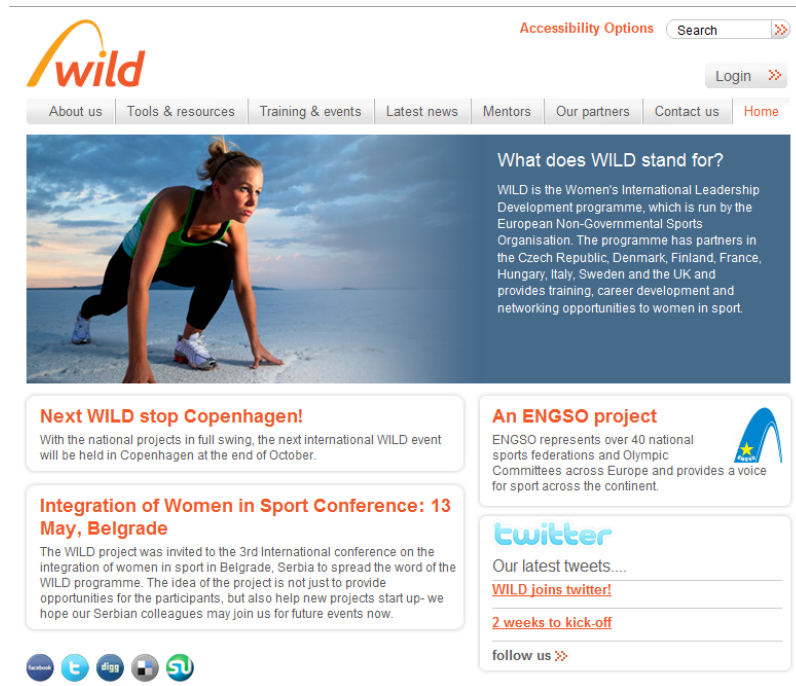 Accessibility Options
Search
wild
Login
About us
Tools & resources
Training & events
Latest news
Mentors
Our partners
Contact us
Home
What does WILD stand for?
WILD is the Women's International Leadership
Development programme, which is run by the
European Non-Governmental Sports
Organisation. The programme has partners in
the Czech Republic, Denmark, Finland, France,
Hungary, Italy, Sweden and the UK and
provides training, career development and
networking opportunities to women in sport.
Next WILD stop Copenhagen!
With the national projects in full swing, the next international WILD event
will be held in Copenhagen at the end of October.
Integration of Women in Sport Conference: 13
May, Belgrade
The WILD project was invited to the 3rd International conference on the
integration of women in sport in Belgrade, Serbia to spread the word of the
WILD programme. The idea of the project is not just to provide
opportunities for the participants, but also help new projects start up- we
hope our Serbian colleagues may join us for future events now.
An ENGSO project
ENGSO represents over 40 national
sports federations and Olympic
Committees across Europe and provides a voice
for sport across the continent.
ENGSO
twitter
Our latest tweets....
WILD joins twitter!
2 weeks to kick-off
follow us
facebook
t
digg